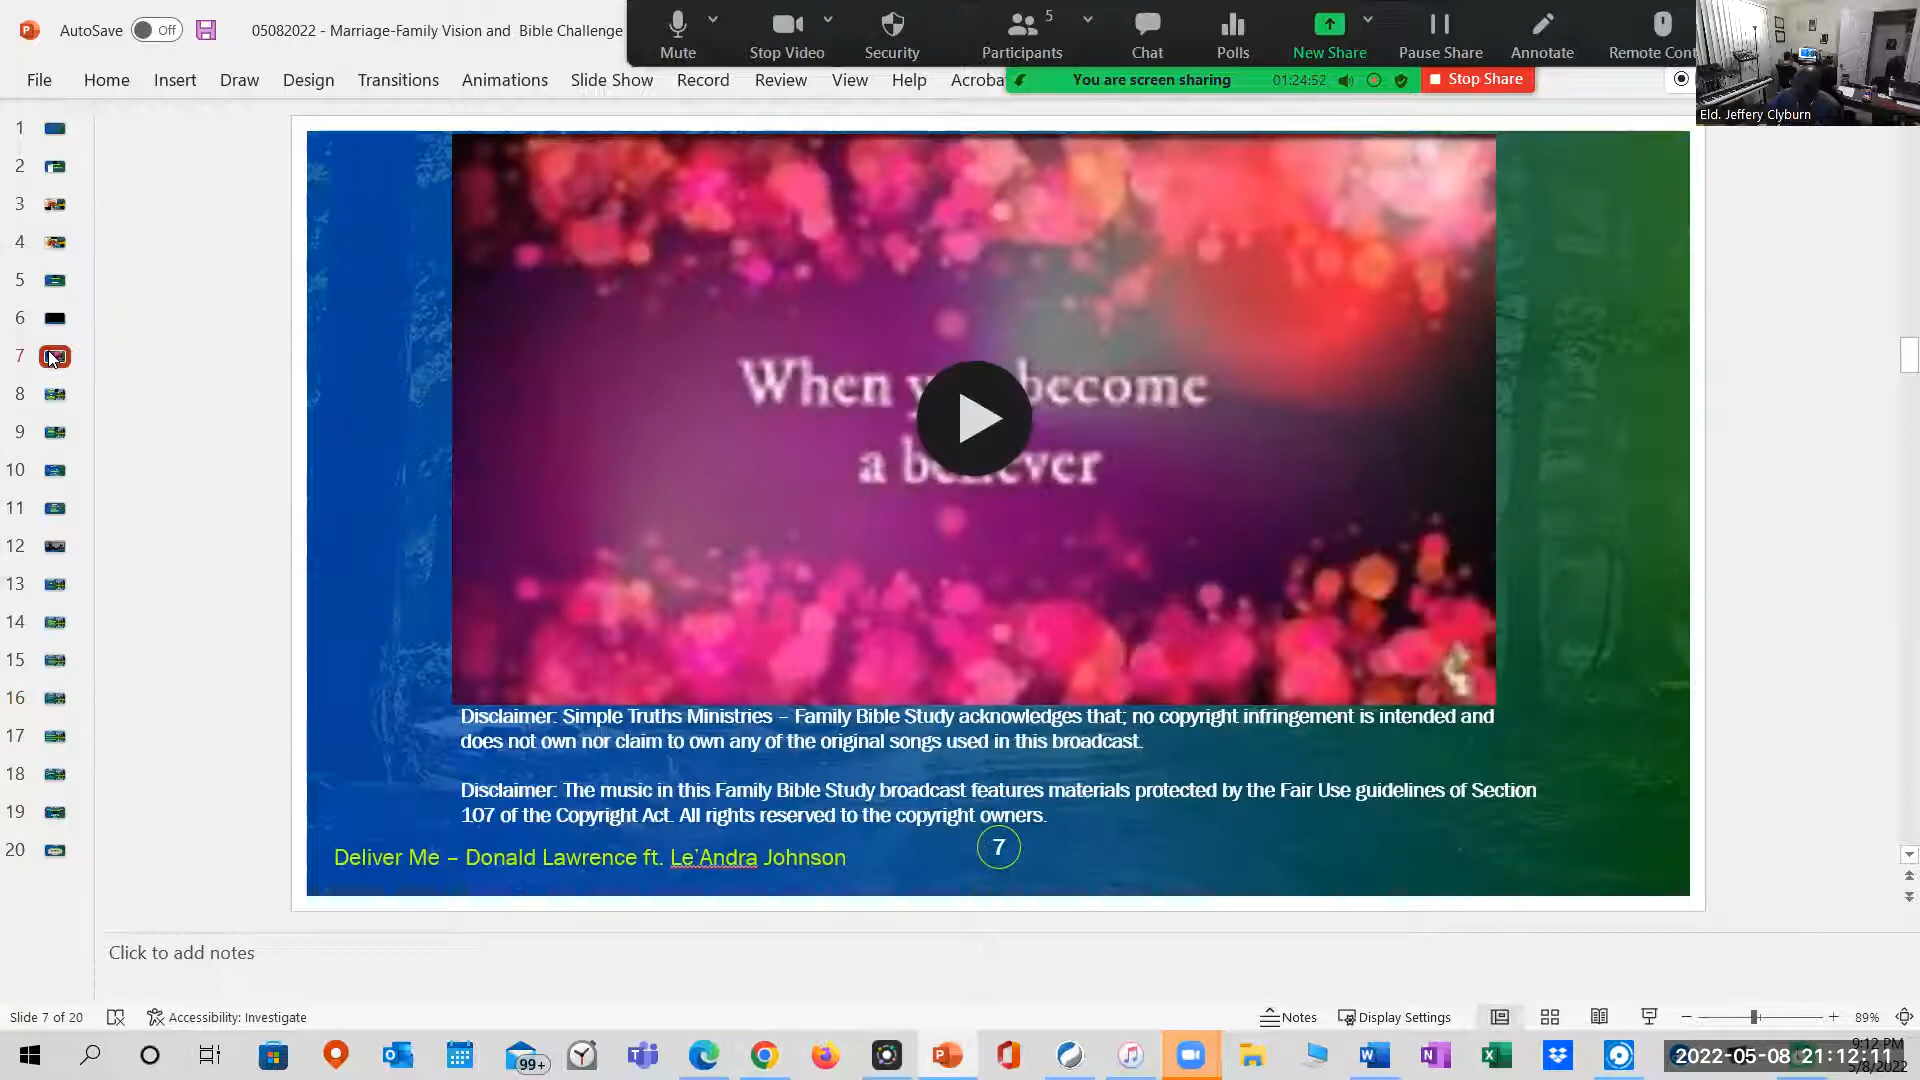 AutoSave
Off
05082022 - Marriage-Family Vision and Bible Challenge
Mute
Stop Video
Security
5
Participants
Chat
Polls
New Share
Pause Share
Annotate
Remote Cont
Eld. Jeffery Clyburn
File
Home
Insert
Draw
Design
Transitions
Animations
Slide Show
Record
Review
View
Help
Acroba
You are screen sharing
01:24:52
Stop Share
1
2
3
4
5
6
7
8
9
10
11
12
13
14
15
16
17
18
19
20
When become
a ver
Disclaimer: Simple Truths Ministries – Family Bible Study acknowledges that; no copyright infringement is intended and
does not own nor claim to own any of the original songs used in this broadcast.
Disclaimer: The music in this Family Bible Study broadcast features materials protected by the Fair Use guidelines of Section
107 of the Copyright Act. All rights reserved to the copyright owners.
7
Deliver Me – Donald Lawrence ft. Le'Andra Johnson
Click to add notes
Slide 7 of 20
Accessibility: Investigate
Notes
Display Settings
89%
99+
9:12 PM
2022-05-08 21:12:11
5/8/2022